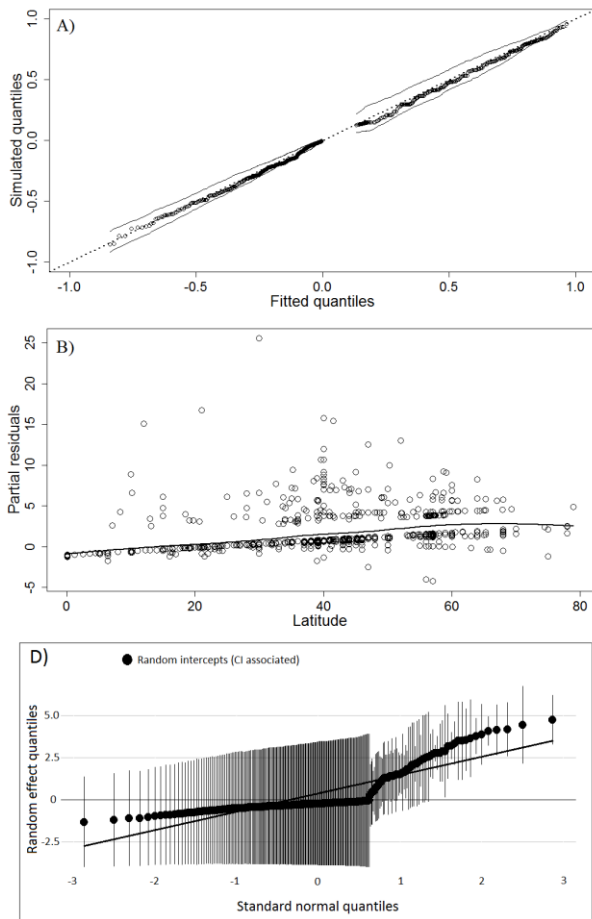 A)
Simulated quantiles
1.0
0.5
0.0
-0.5
-1.0
-1.0 -0.5 0.0 0.5 1.0
Fitted quantiles
B)
Partial residuals
25
20
15
10
5
0
-5
0 20 40 60 80
Latitude
D)
Random intercepts (CI associated)
Random effect quantiles
5.0
2.5
0
-2.5
-3 -2 -1 0 1 2 3
Standard normal quantiles